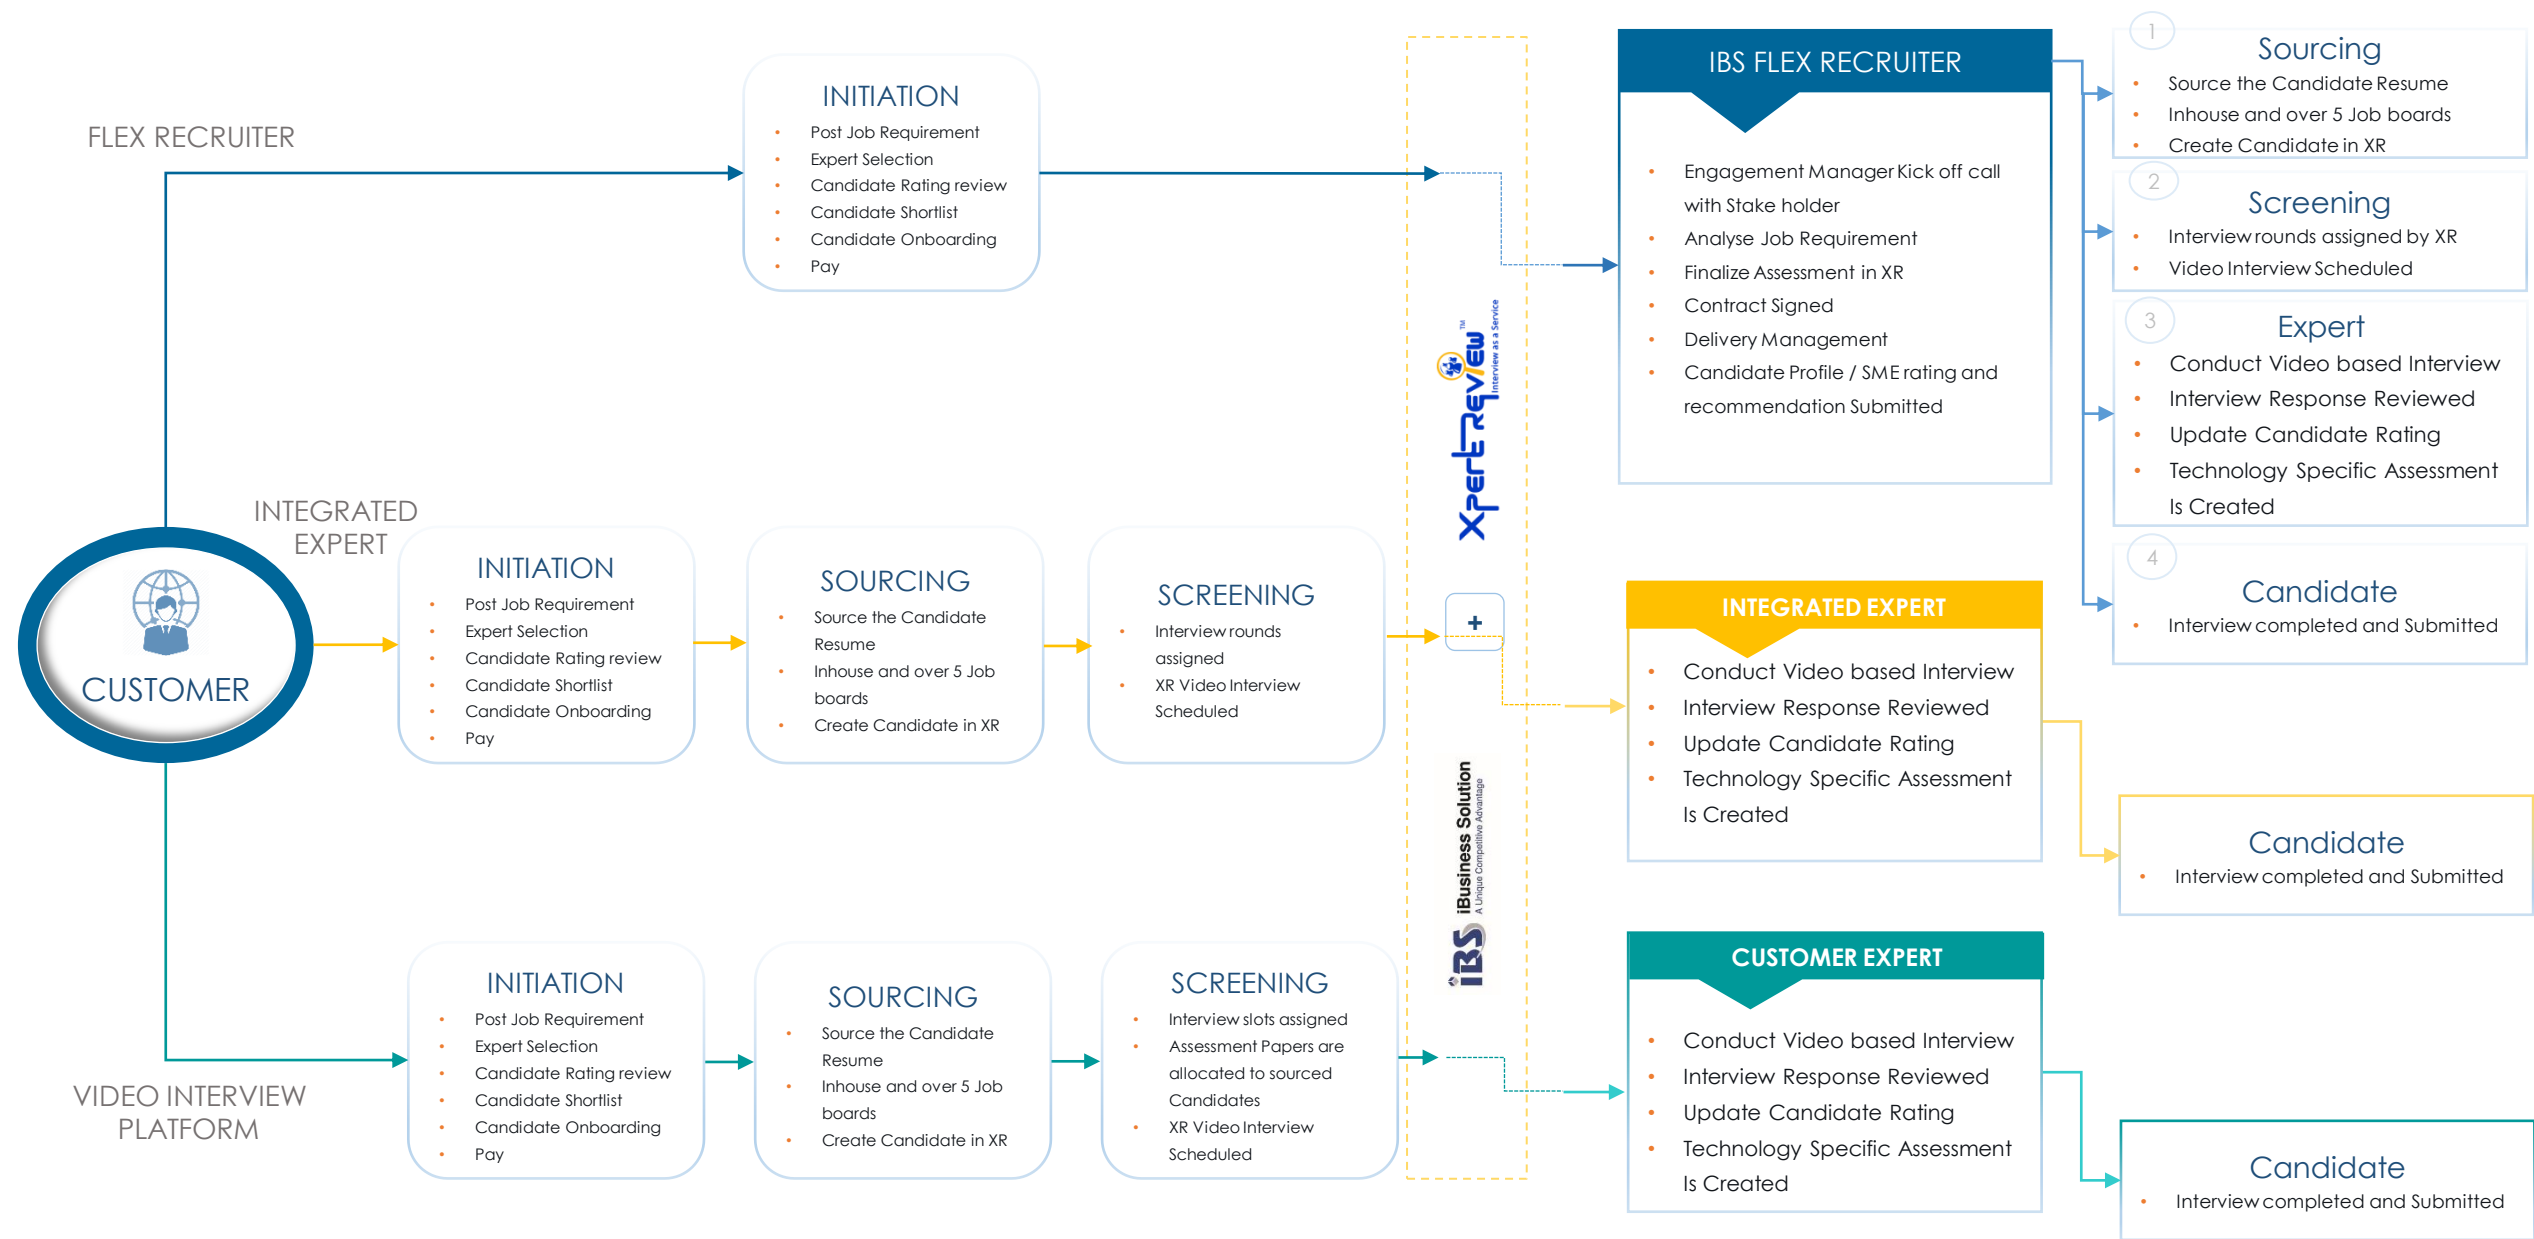 FLEX RECRUITER
INITIATION
• Post Job Requirement
• Expert Selection
• Candidate Rating review
• Candidate Shortlist
• Candidate Onboarding
• Pay
INTEGRATED
EXPERT
CUSTOMER
INITIATION
• Post Job Requirement
• Expert Selection
• Candidate Rating review
• Candidate Shortlist
• Candidate Onboarding
• Pay
SOURCING
• Source the Candidate
Resume
• Inhouse and over 5 Job
boards
• Create Candidate in XR
SCREENING
• Interview rounds
assigned
• XR Video Interview
Scheduled
VIDEO INTERVIEW
PLATFORM
INITIATION
• Post Job Requirement
• Expert Selection
• Candidate Rating review
• Candidate Shortlist
• Candidate Onboarding
• Pay
SOURCING
• Source the Candidate
Resume
• Inhouse and over 5 Job
boards
• Create Candidate in XR
SCREENING
• Interview slots assigned
• Assessment Papers are
allocated to sourced
Candidates
• XR Video Interview
Scheduled
XpertReview™
Interview as a Service
+
iBS iBusiness Solution
A Unique Competitive Advantage
IBS FLEX RECRUITER
• Engagement Manager Kick off call
with Stake holder
• Analyse Job Requirement
• Finalize Assessment in XR
• Contract Signed
• Delivery Management
• Candidate Profile / SME rating and
recommendation Submitted
INTEGRATED EXPERT
• Conduct Video based Interview
• Interview Response Reviewed
• Update Candidate Rating
• Technology Specific Assessment
Is Created
CUSTOMER EXPERT
• Conduct Video based Interview
• Interview Response Reviewed
• Update Candidate Rating
• Technology Specific Assessment
Is Created
1
Sourcing
• Source the Candidate Resume
• Inhouse and over 5 Job boards
• Create Candidate in XR
2
Screening
• Interview rounds assigned by XR
• Video Interview Scheduled
3
Expert
• Conduct Video based Interview
• Interview Response Reviewed
• Update Candidate Rating
• Technology Specific Assessment
Is Created
4
Candidate
• Interview completed and Submitted
Candidate
• Interview completed and Submitted
Candidate
• Interview completed and Submitted